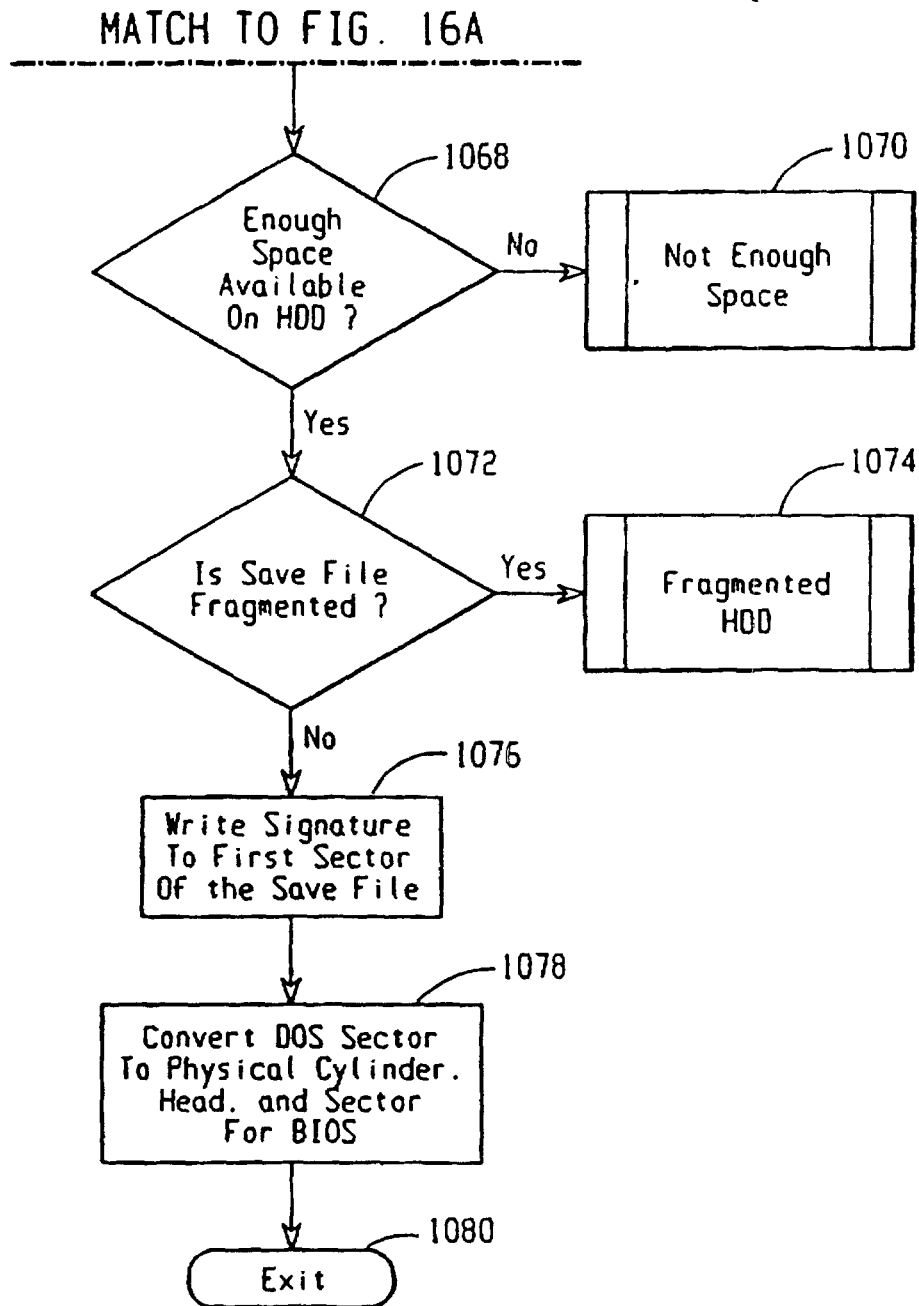 MATCH TO FIG. 16A
1068
Enough
Space
Available
On HDD ?
No
1070
Not Enough
Space
Yes
1072
Is Save File
Fragmented ?
Yes
1074
Fragmented
HDD
No
1076
Write Signature
To First Sector
Of the Save File
1078
Convert DOS Sector
To Physical Cylinder.
Head. and Sector
For BIOS
1080
Exit